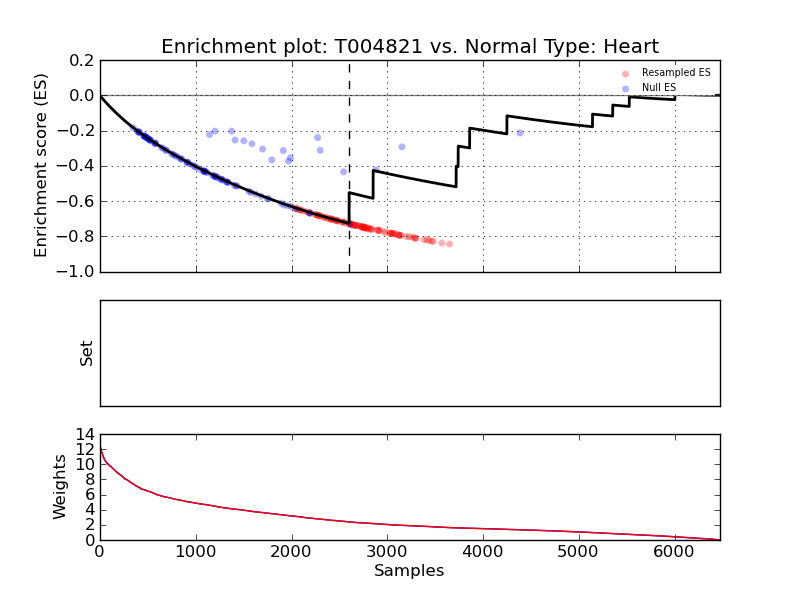 Enrichment plot: T004821 vs. Normal Type: Heart
Enrichment score (ES)
0.2
0.0
−0.2
−0.4
−0.6
−0.8
−1.0
Resampled ES
Null ES
Set
Weights
14
12
10
8
6
4
2
0
0 1000 2000 3000 4000 5000 6000
Samples